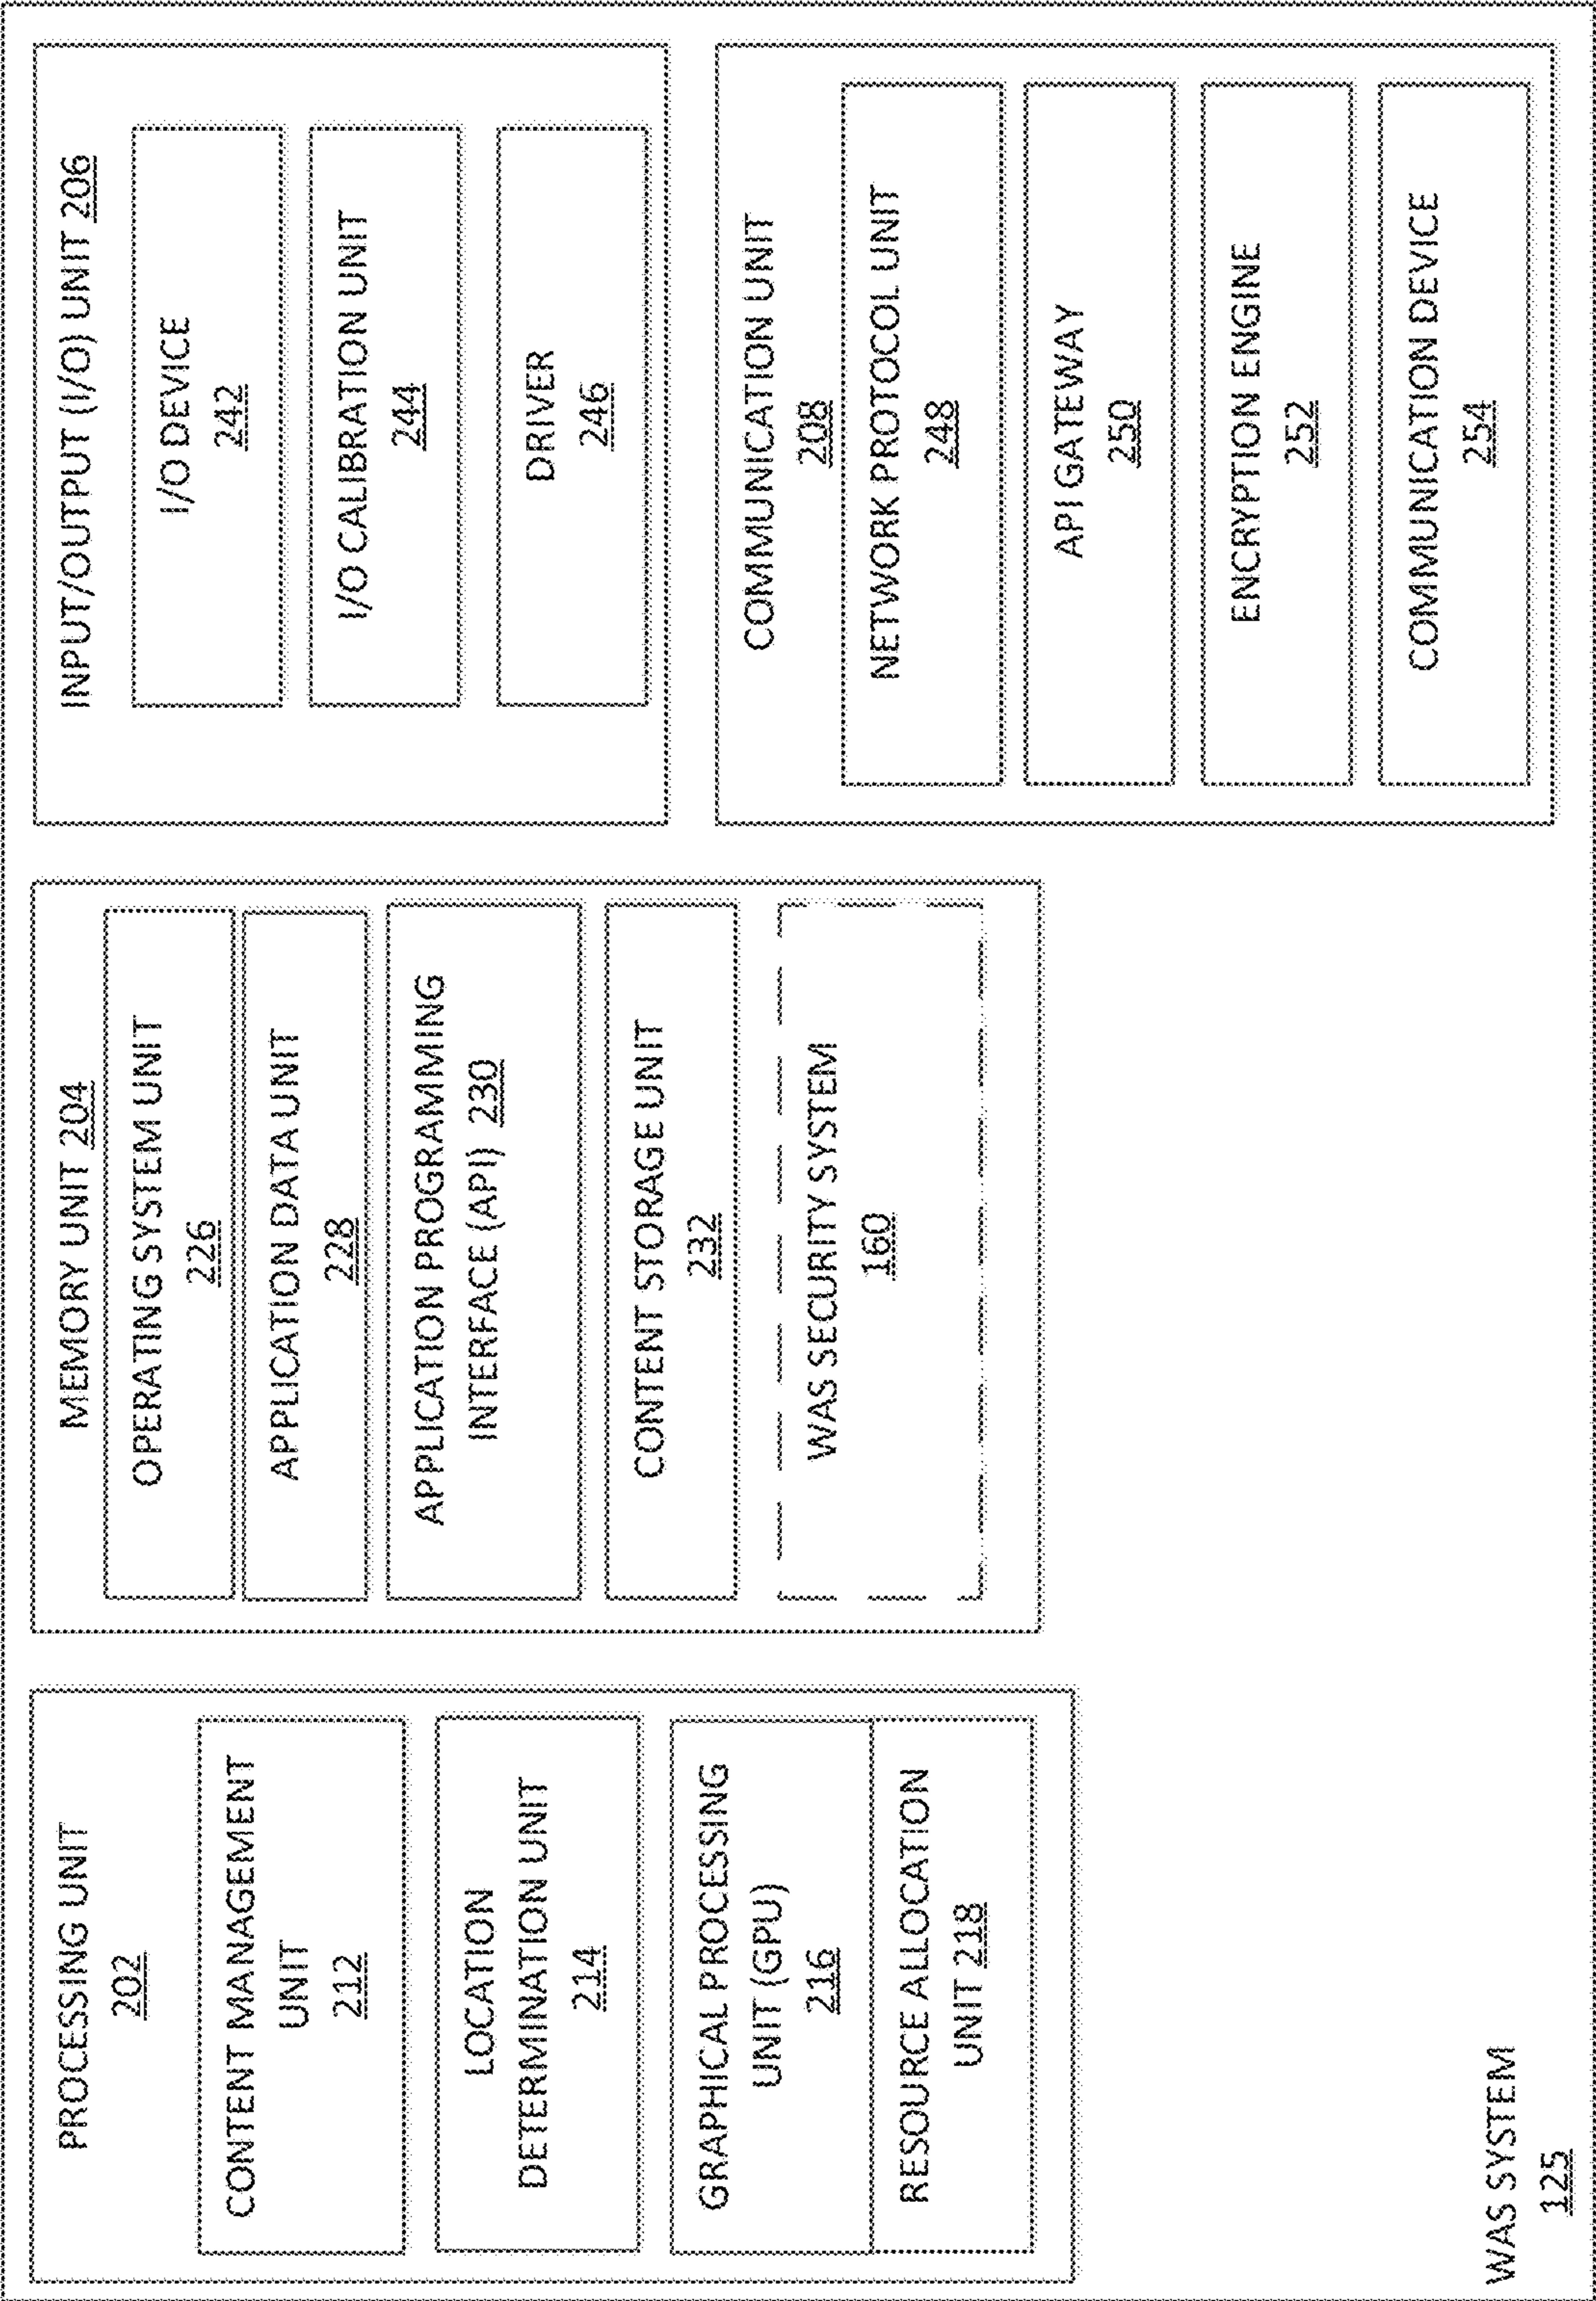 PROCESSING UNIT
202
CONTENT MANAGEMENT
UNIT
212
LOCATION
DETERMINATION UNIT
214
GRAPHICAL PROCESSING
UNIT (GPU)
216
RESOURCE ALLOCATION
UNIT 218
MEMORY UNIT 204
OPERATING SYSTEM UNIT
226
APPLICATION DATA UNIT
228
APPLICATION PROGRAMMING
INTERFACE (API) 230
CONTENT STORAGE UNIT
232
WAS SECURITY SYSTEM
160
INPUT/OUTPUT (I/O) UNIT 206
I/O DEVICE
242
I/O CALIBRATION UNIT
244
DRIVER
246
COMMUNICATION UNIT
208
NETWORK PROTOCOL UNIT
248
API GATEWAY
250
ENCRYPTION ENGINE
252
COMMUNICATION DEVICE
254
WAS SYSTEM
125